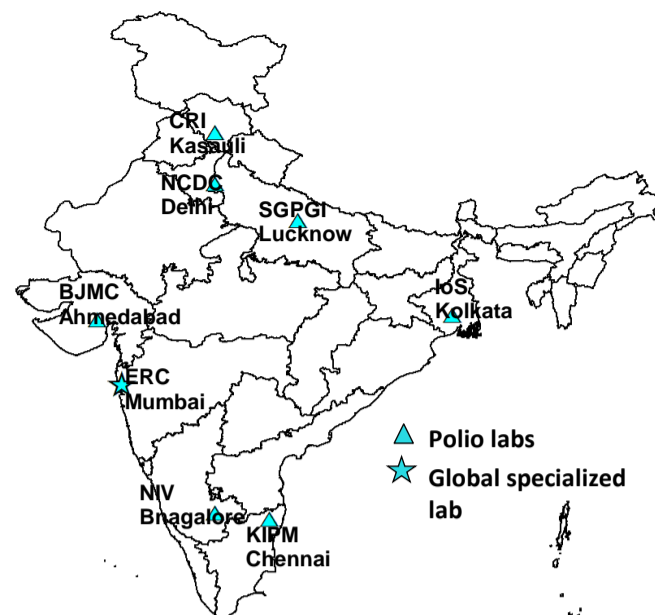 CRI
Kasauli
NCDC
Delhi
SGPGI
Lucknow
BJMC
Ahmedabad
IoS
Kolkata
ERC
Mumbai
Polio labs
Global specialized
lab
NIV
Bnagalore
KIPM
Chennai